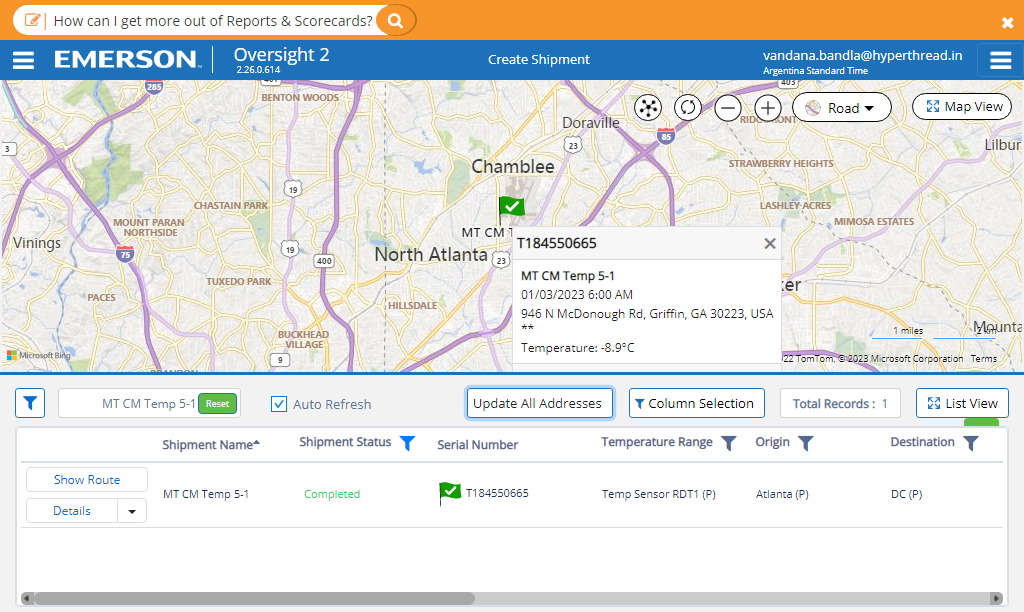 How can I get more out of Reports & Scorecards?
EMERSON
Oversight 2
2.26.0.614
Create Shipment
vandana.bandla@hyperthread.in
Argentina Standard Time
285
BENTON WOODS
403
Road
Map View
Doraville
85
3
23
Lilbur
Chamblee
STRAWBERRY HEIGHTS
19
CHASTAIN PARK
LASHLEY ACRES
MOUNT PARAN
NORTHSIDE
MIMOSA ESTATES
MT CM T
Vinings
75
19
400
North Atlanta
23
TUXEDO PARK
PACES
HILLSDALE
BUCKHEAD
VILLAGE
9
T184550665
MT CM Temp 5-1
01/03/2023 6:00 AM
946 N McDonough Rd, Griffin, GA 30223, USA
**
Temperature: -8.9°C
ker
1 miles
Mounta
Microsoft Bing
22 TomTom, © 2023 Microsoft Corporation Terms
MT CM Temp 5-1
Reset
Auto Refresh
Update All Addresses
Column Selection
Total Records : 1
List View
Shipment Name
Shipment Status
Serial Number
Temperature Range
Origin
Destination
Show Route
Details
MT CM Temp 5-1
Completed
T184550665
Temp Sensor RDT1 (P)
Atlanta (P)
DC (P)